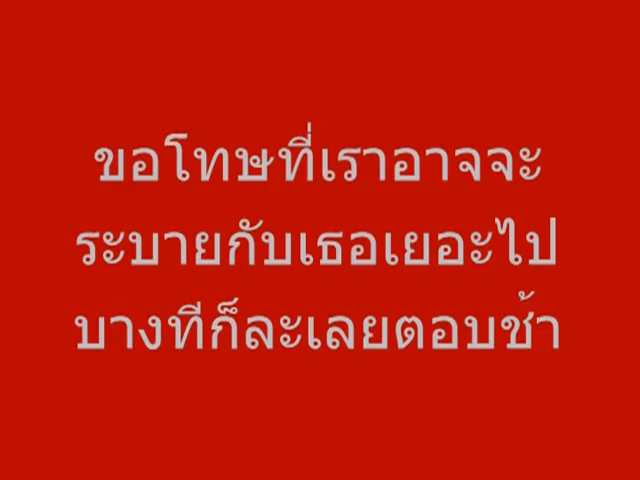 ขอโทษที่เราอาจจะ
ระบายกับเธอเยอะไป
บางทีก็ละเลยตอบช้า